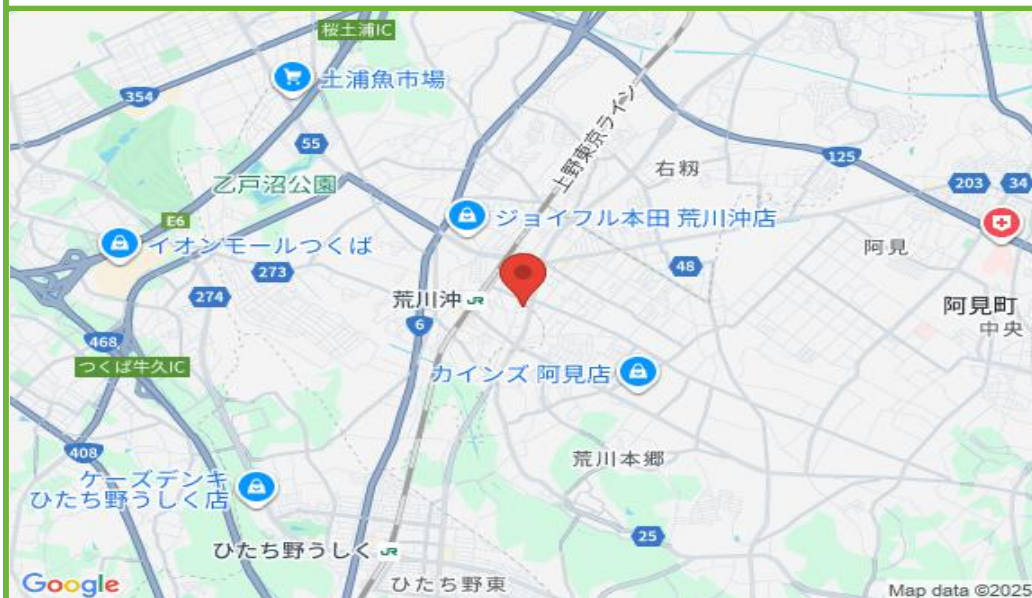 桜土浦IC
354
土浦魚市場
上野東京ライン
55
125
右籾
乙戸沼公園
203
34
E6
ジョイフル本田 荒川沖店
イオンモールつくば
阿見
273
48
274
荒川沖 JR
阿見町
6
中央
468
つくば牛久IC
カインズ 阿見店
408
荒川本郷
ケーズデンキ
ひたち野うしく店
25
ひたち野うしく JR
ひたち野東
Google
Map data ©2025